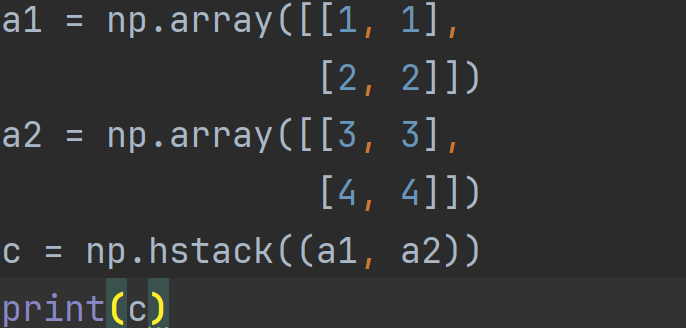 a1 = np.array([[1, 1],
               [2, 2]])
a2 = np.array([[3, 3],
               [4, 4]])
c = np.hstack((a1, a2))
print(c)